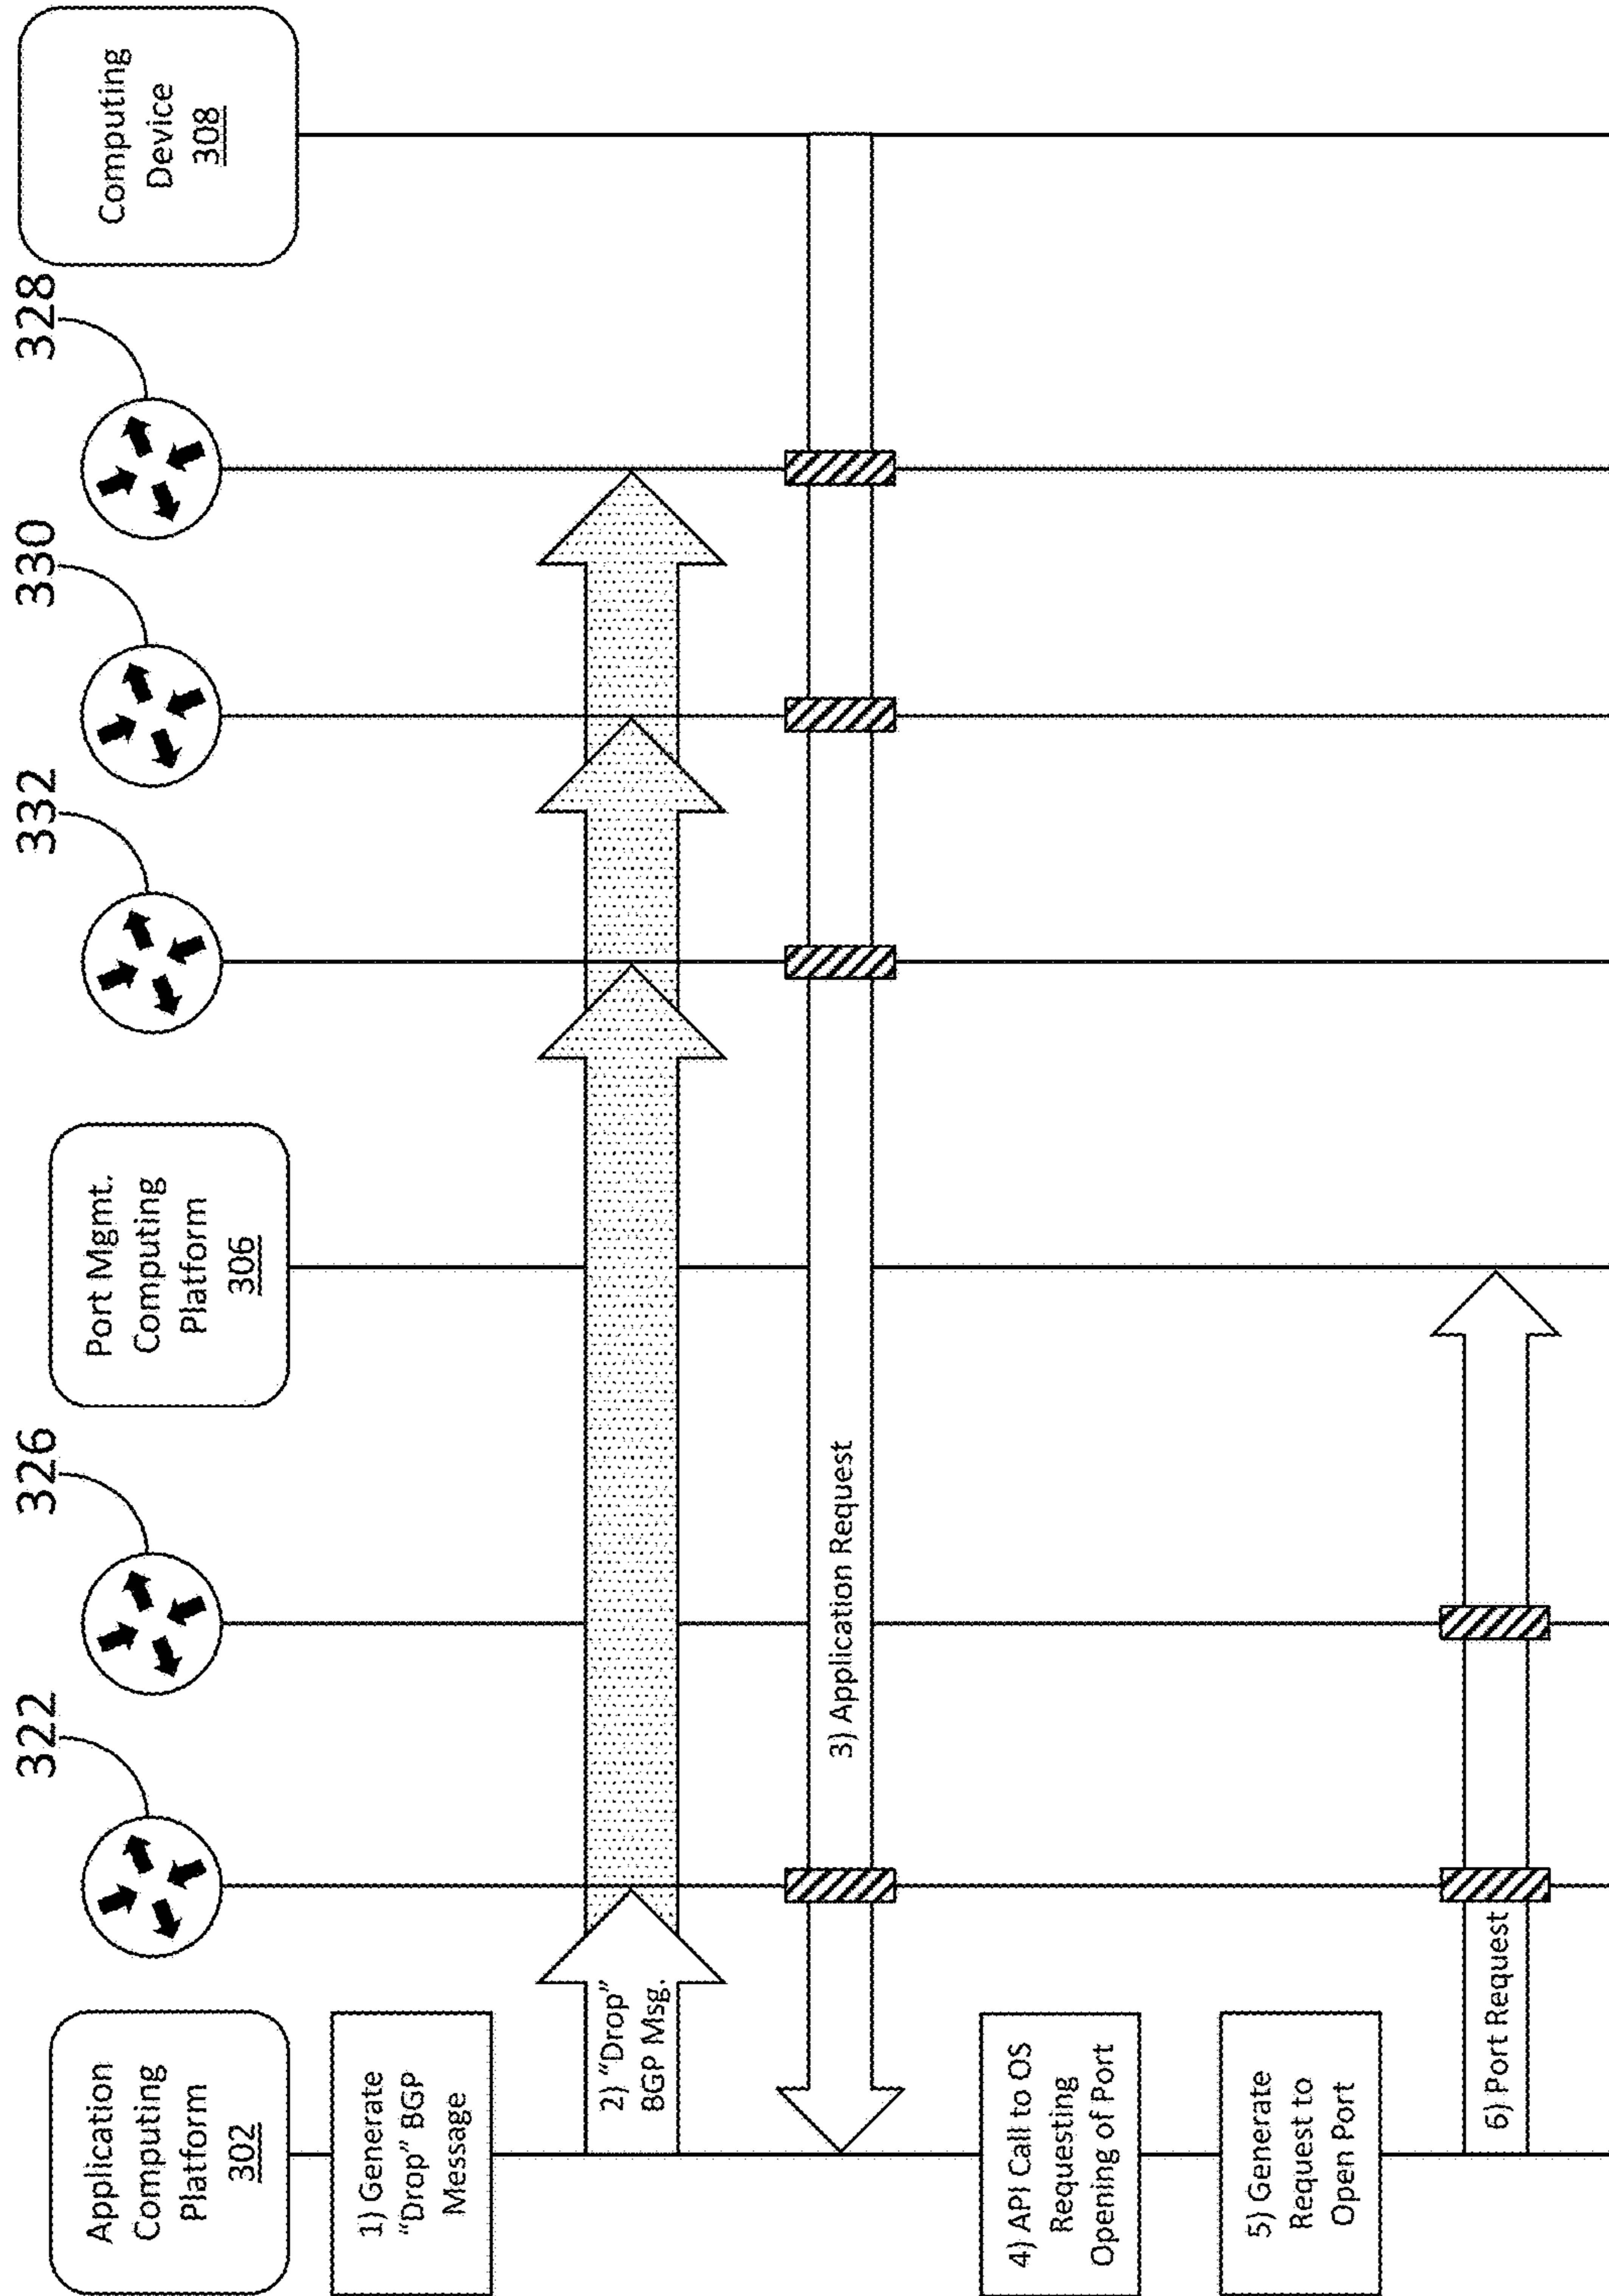 Application
Computing
Platform
302
322
326
Port Mgmt.
Computing
Platform
306
332
330
328
Computing
Device
308
1) Generate
“Drop” BGP
Message
2) “Drop”
BGP Msg.
3) Application Request
4) API Call to OS
Requesting
Opening of Port
5) Generate
Request to
Open Port
6) Port Request